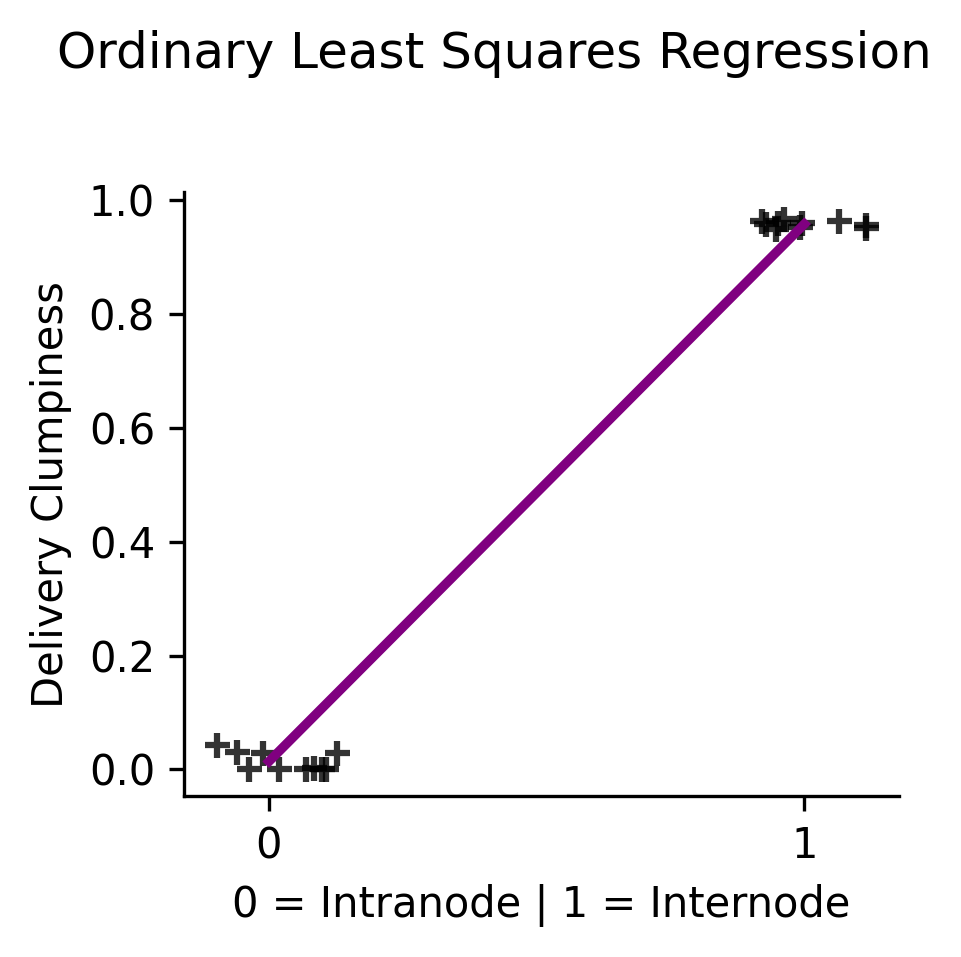 Ordinary Least Squares Regression
1.0
0.8
0.6
0.4
0.2
0.0
Delivery Clumpiness
0
1
0 = Intranode | 1 = Internode